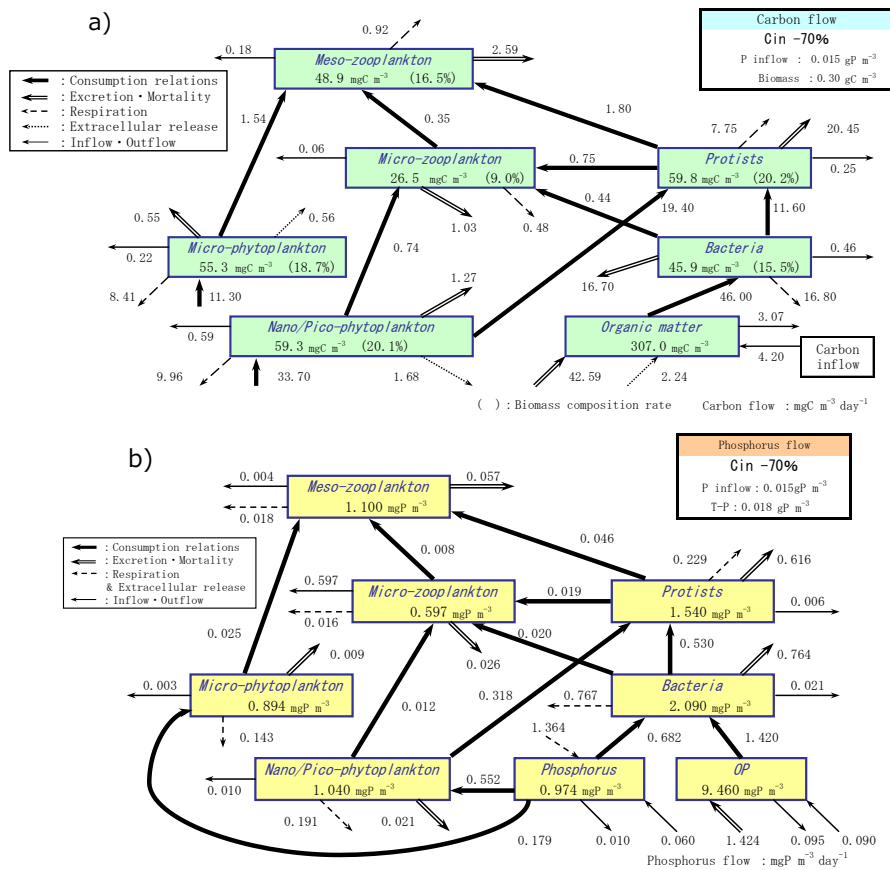 a)
Carbon flow
Cin -70%
P inflow : 0.015 gP m⁻³
Biomass : 0.30 gC m⁻³
: Consumption relations
: Excretion・Mortality
: Respiration
: Extracellular release
: Inflow・Outflow
0.92
0.18
2.59
Meso-zooplankton
48.9 mgC m⁻³ (16.5%)
1.54
0.35
1.80
7.75
20.45
0.06
Micro-zooplankton
26.5 mgC m⁻³ (9.0%)
0.75
Protists
59.8 mgC m⁻³ (20.2%)
0.25
0.44
19.40
11.60
0.55
0.56
1.03
0.48
0.74
0.22
Micro-phytoplankton
55.3 mgC m⁻³ (18.7%)
Bacteria
45.9 mgC m⁻³ (15.5%)
0.46
8.41
11.30
1.27
16.70
46.00
16.80
0.59
Nano/Pico-phytoplankton
59.3 mgC m⁻³ (20.1%)
Organic matter
307.0 mgC m⁻³
3.07
4.20
Carbon
inflow
9.96
33.70
1.68
42.59
2.24
( ) : Biomass composition rate
Carbon flow : mgC m⁻³ day⁻¹
b)
Phosphorus flow
Cin -70%
P inflow : 0.015gP m⁻³
T-P : 0.018 gP m⁻³
: Consumption relations
: Excretion・Mortality
: Respiration
& Extracellular release
: Inflow・Outflow
0.004
0.057
Meso-zooplankton
1.100 mgP m⁻³
0.018
0.008
0.046
0.229
0.616
0.597
Micro-zooplankton
0.597 mgP m⁻³
0.016
0.019
Protists
1.540 mgP m⁻³
0.006
0.025
0.020
0.530
0.009
0.026
0.764
0.003
Micro-phytoplankton
0.894 mgP m⁻³
0.012
0.318
0.767
Bacteria
2.090 mgP m⁻³
0.021
0.143
1.364
0.682
1.420
0.010
Nano/Pico-phytoplankton
1.040 mgP m⁻³
0.552
Phosphorus
0.974 mgP m⁻³
OP
9.460 mgP m⁻³
0.191
0.021
0.179
0.010
0.060
1.424
0.095
0.090
Phosphorus flow : mgP m⁻³ day⁻¹